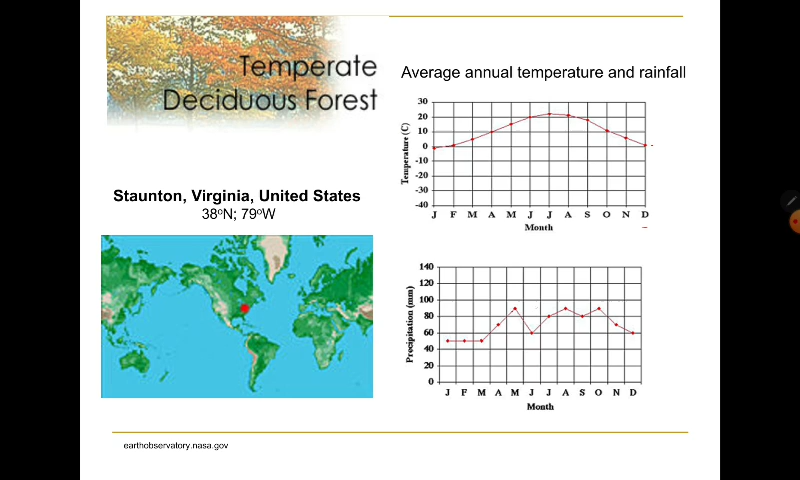 Temperate
Deciduous Forest
Average annual temperature and rainfall
Staunton, Virginia, United States
38ºN; 79ºW
Temperature (C)
30
20
10
0
-10
-20
-30
-40
J F M A M J J A S O N D
Month
Precipitation (mm)
140
120
100
80
60
40
20
0
J F M A M J J A S O N D
Month
earthobservatory.nasa.gov